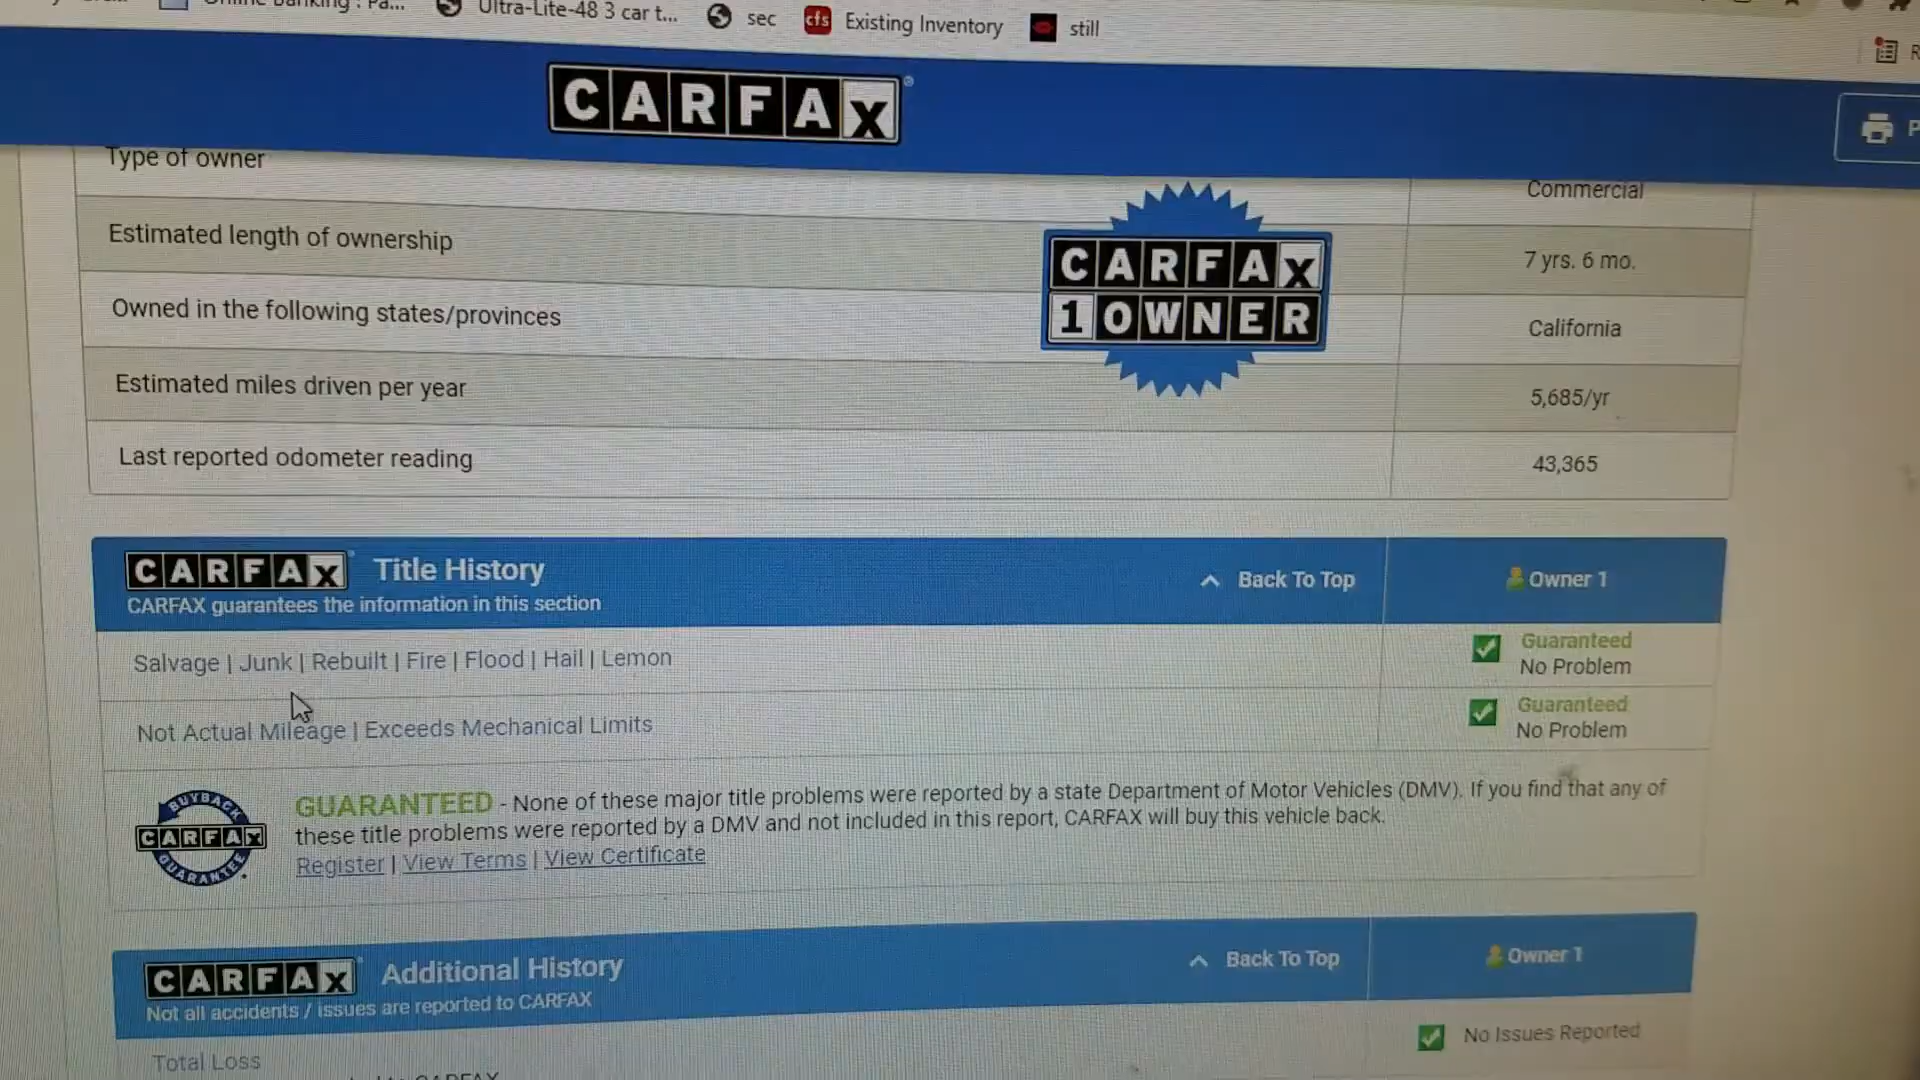 Ultra-Lite-48 3 car t...
sec
cfs Existing Inventory
still
CARFAX
Type of owner
Commercial
Estimated length of ownership
7 yrs. 6 mo.
CARFAX
1 OWNER
Owned in the following states/provinces
California
Estimated miles driven per year
5,685/yr
Last reported odometer reading
43,365
CARFAX Title History
Back To Top
Owner 1
CARFAX guarantees the information in this section
Salvage | Junk | Rebuilt | Fire | Flood | Hail | Lemon
Guaranteed
No Problem
Not Actual Mileage | Exceeds Mechanical Limits
Guaranteed
No Problem
BUYBACK
CARFAX
GUARANTEE
GUARANTEED - None of these major title problems were reported by a state Department of Motor Vehicles (DMV). If you find that any of
these title problems were reported by a DMV and not included in this report, CARFAX will buy this vehicle back.
Register | View Terms | View Certificate
CARFAX Additional History
Back To Top
Owner 1
Not all accidents / issues are reported to CARFAX
Total Loss
No Issues Reported